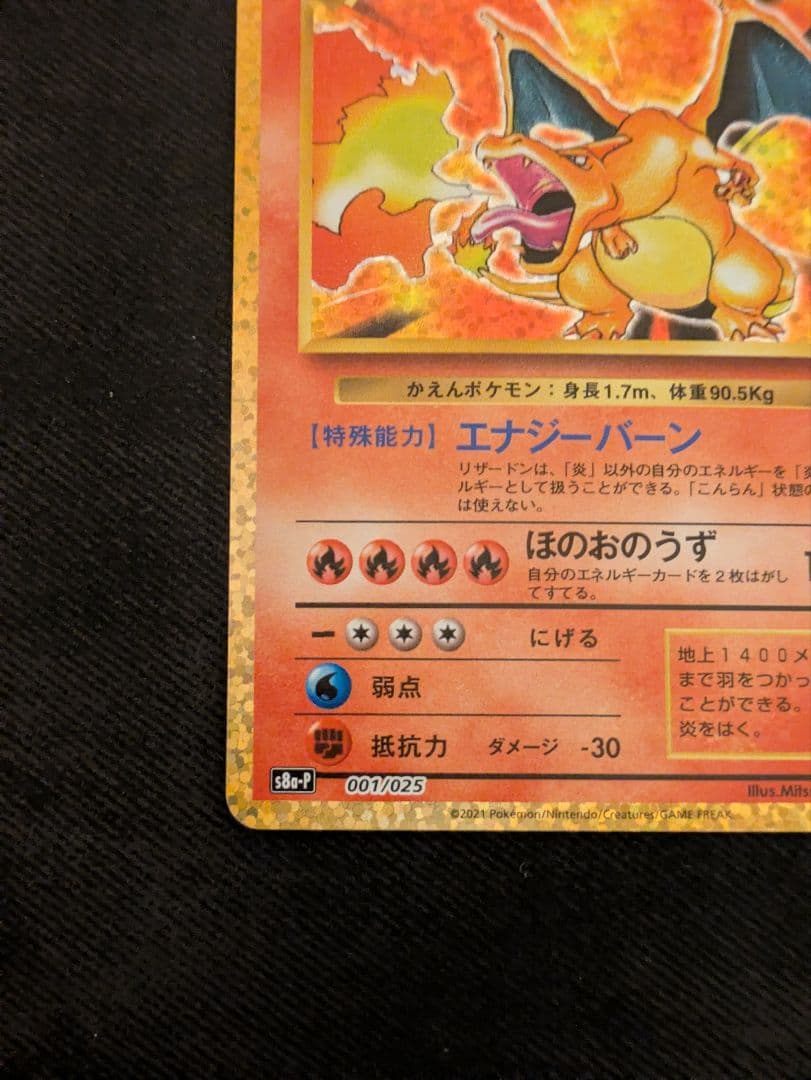 かえんポケモン：身長1.7m、体重90.5Kg
【特殊能力】エナジーバーン
リザードンは、「炎」以外の自分のエネルギーを「炎
ルギーとして扱うことができる。「こんらん」状態の
は使えない。
ほのおのうず
自分のエネルギーカードを２枚はがし
てすてる。
にげる
弱点
抵抗力 ダメージ -30
地上１４００メ
まで羽をつかっ
ことができる。
炎をはく。
s8a-P 001/025
Illus.Mits
©2021 Pokémon/Nintendo/Creatures/GAME FREAK